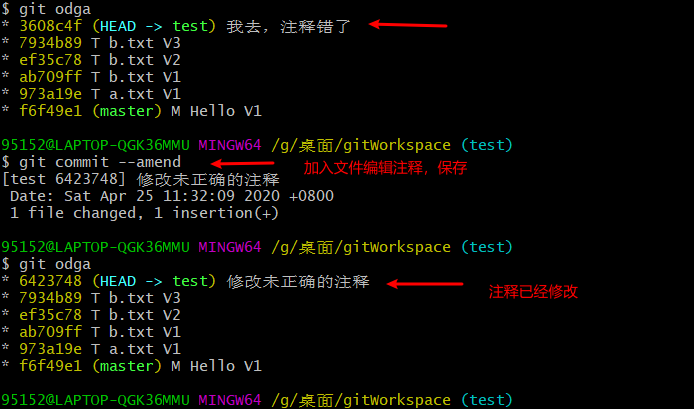 $ git odga
* 3608c4f (HEAD -> test) 我去，注释错了
* 7934b89 T b.txt V3
* ef35c78 T b.txt V2
* ab709ff T b.txt V1
* 973a19e T a.txt V1
* f6f49e1 (master) M Hello V1
95152@LAPTOP-QGK36MMU MINGW64 /g/桌面/gitWorkspace (test)
$ git commit --amend 加入文件编辑注释，保存
[test 6423748] 修改未正确的注释
Date: Sat Apr 25 11:32:09 2020 +0800
1 file changed, 1 insertion(+)
95152@LAPTOP-QGK36MMU MINGW64 /g/桌面/gitWorkspace (test)
$ git odga
* 6423748 (HEAD -> test) 修改未正确的注释 注释已经修改
* 7934b89 T b.txt V3
* ef35c78 T b.txt V2
* ab709ff T b.txt V1
* 973a19e T a.txt V1
* f6f49e1 (master) M Hello V1
95152@LAPTOP-QGK36MMU MINGW64 /g/桌面/gitWorkspace (test)